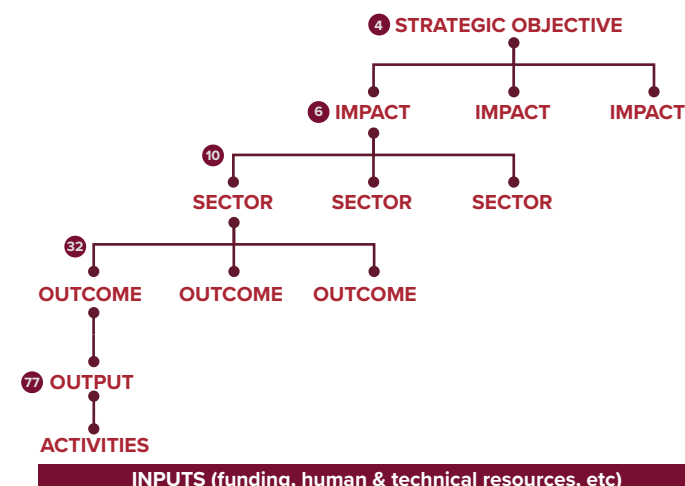 4 STRATEGIC OBJECTIVE
6 IMPACT IMPACT IMPACT
10
SECTOR SECTOR SECTOR
32
OUTCOME OUTCOME OUTCOME
77 OUTPUT
ACTIVITIES
INPUTS (funding, human & technical resources, etc)